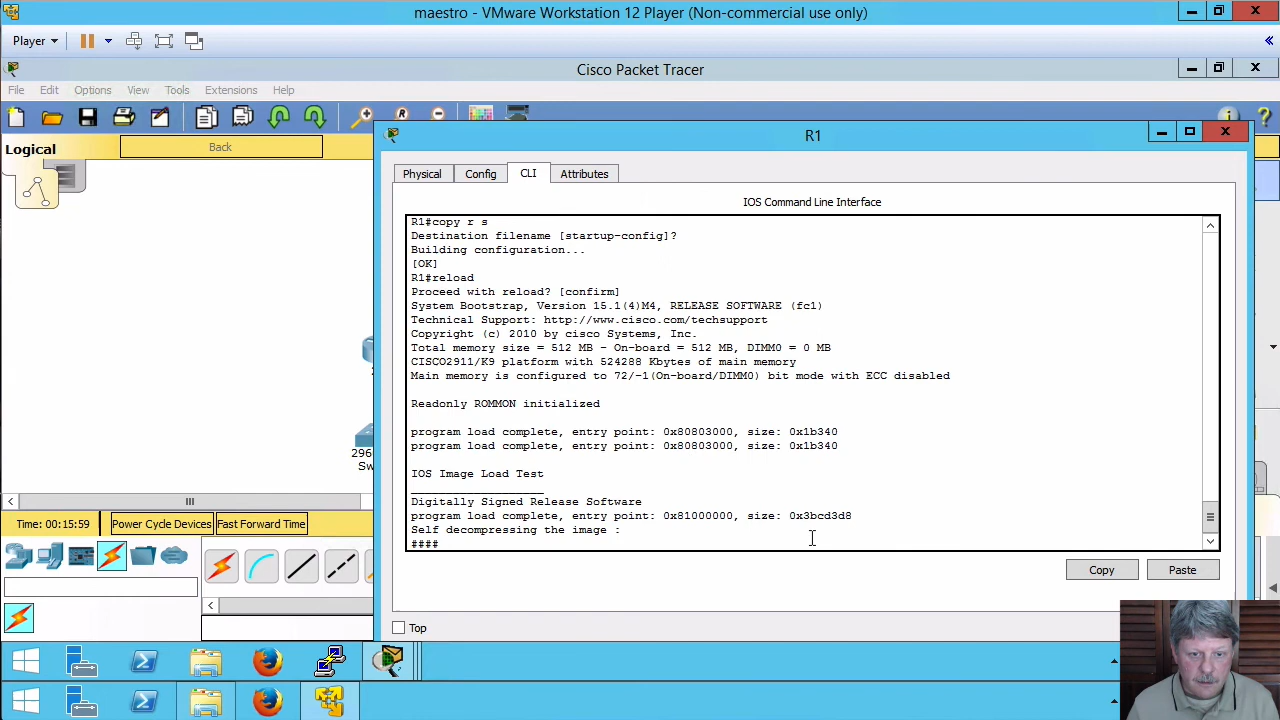 maestro - VMware Workstation 12 Player (Non-commercial use only)
Player
Cisco Packet Tracer
File Edit Options View Tools Extensions Help
R1
Logical
Back
Physical Config CLI Attributes
IOS Command Line Interface
R1#copy r s
Destination filename [startup-config]?
Building configuration...
[OK]
R1#reload
Proceed with reload? [confirm]
System Bootstrap, Version 15.1(4)M4, RELEASE SOFTWARE (fc1)
Technical Support: http://www.cisco.com/techsupport
Copyright (c) 2010 by cisco Systems, Inc.
Total memory size = 512 MB - On-board = 512 MB, DIMM0 = 0 MB
CISCO2911/K9 platform with 524288 Kbytes of main memory
Main memory is configured to 72/-1(On-board/DIMM0) bit mode with ECC disabled
Readonly ROMMON initialized
program load complete, entry point: 0x80803000, size: 0x1b340
program load complete, entry point: 0x80803000, size: 0x1b340
IOS Image Load Test
___________________
Digitally Signed Release Software
program load complete, entry point: 0x81000000, size: 0x3bcd3d8
Self decompressing the image :
####
296
Sw
Time: 00:15:59 Power Cycle Devices Fast Forward Time
Copy Paste
Top